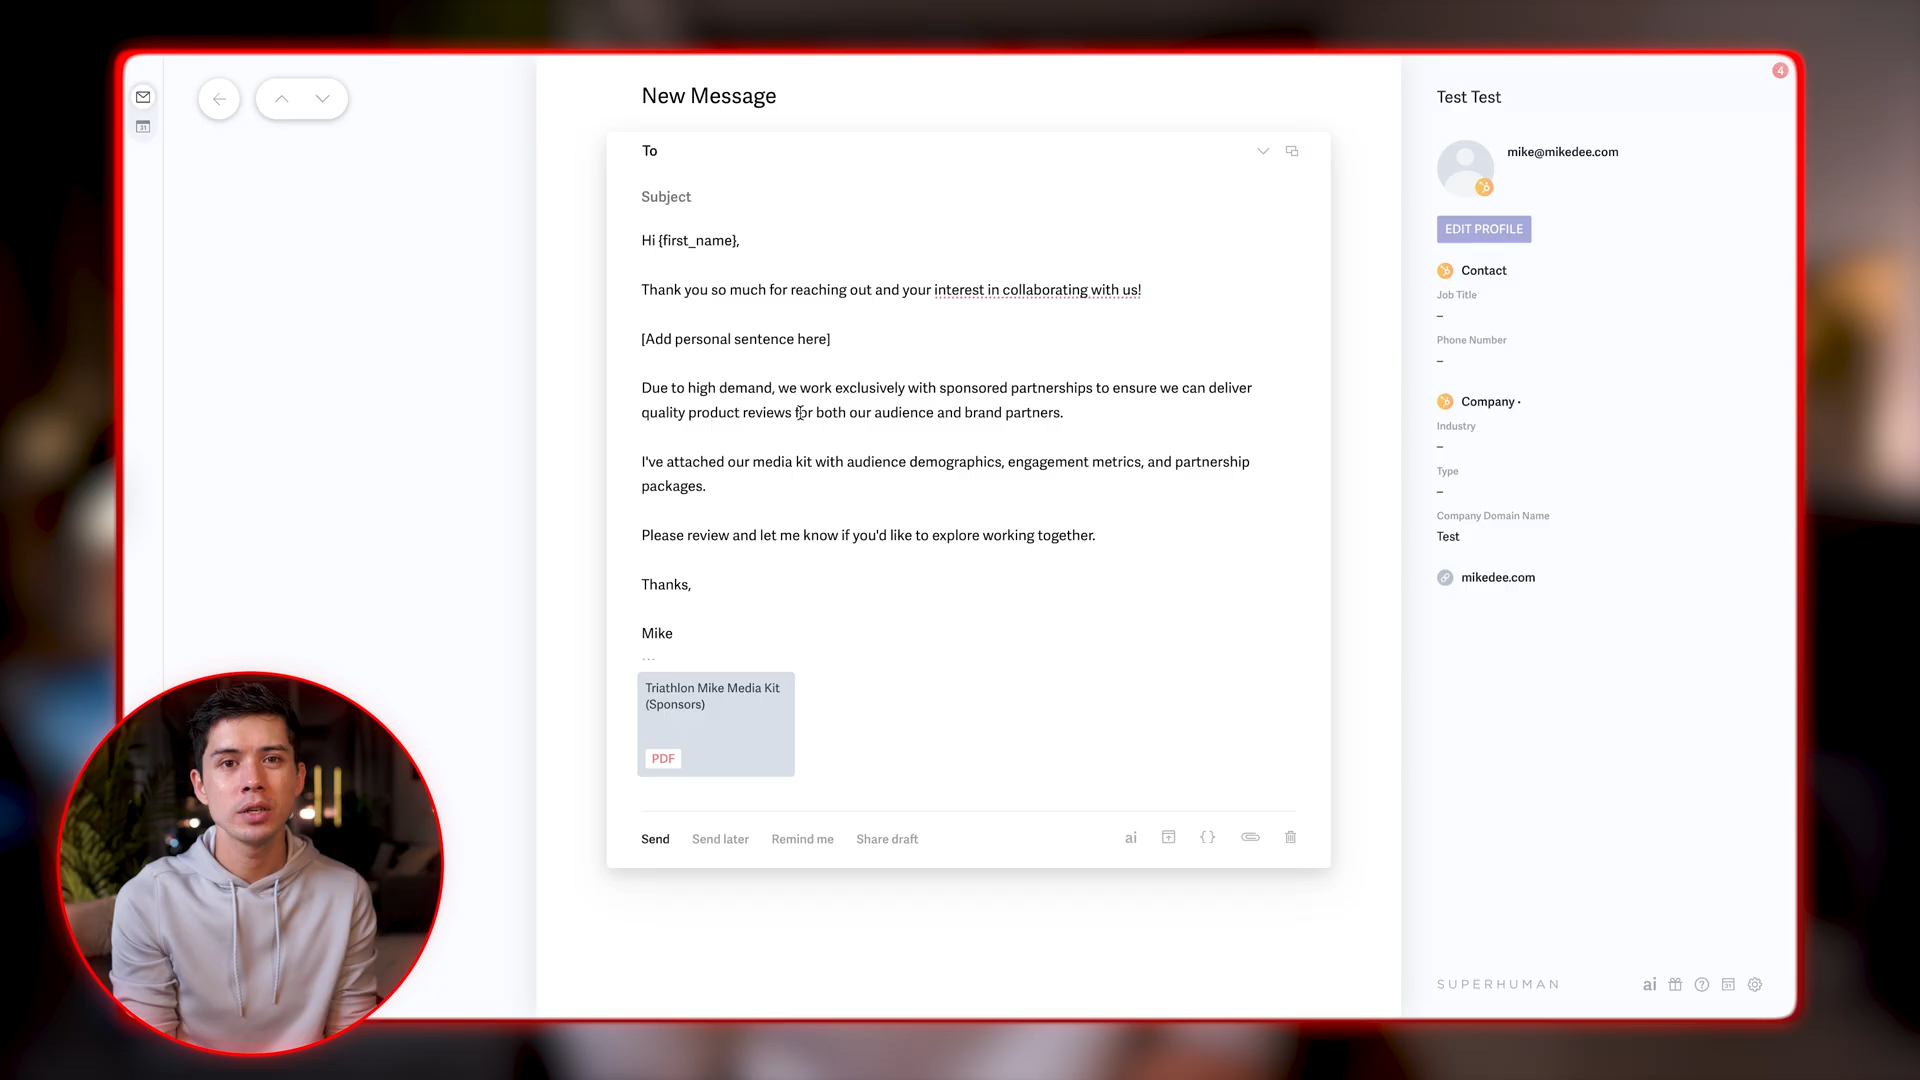 New Message
To
Subject
Hi {first_name},
Thank you so much for reaching out and your interest in collaborating with us!
[Add personal sentence here]
Due to high demand, we work exclusively with sponsored partnerships to ensure we can deliver
quality product reviews for both our audience and brand partners.
I've attached our media kit with audience demographics, engagement metrics, and partnership
packages.
Please review and let me know if you'd like to explore working together.
Thanks,
Mike
...
Triathlon Mike Media Kit
(Sponsors)
PDF
Send
Send later
Remind me
Share draft
ai
{}
31
4
Test Test
mike@mikedee.com
EDIT PROFILE
Contact
Job Title
–
Phone Number
–
Company •
Industry
–
Type
–
Company Domain Name
Test
mikedee.com
SUPERHUMAN
ai
?
31